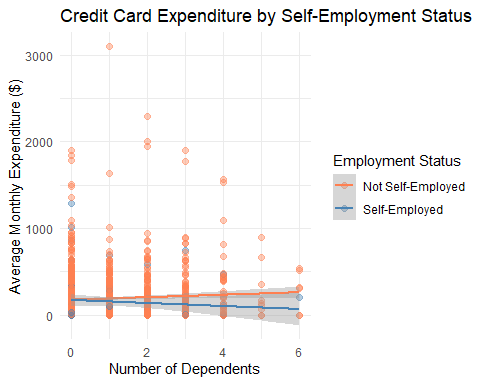 Credit Card Expenditure by Self-Employment Status
Average Monthly Expenditure ($)
3000
2000
1000
0
0
2
4
6
Number of Dependents
Employment Status
Not Self-Employed
Self-Employed